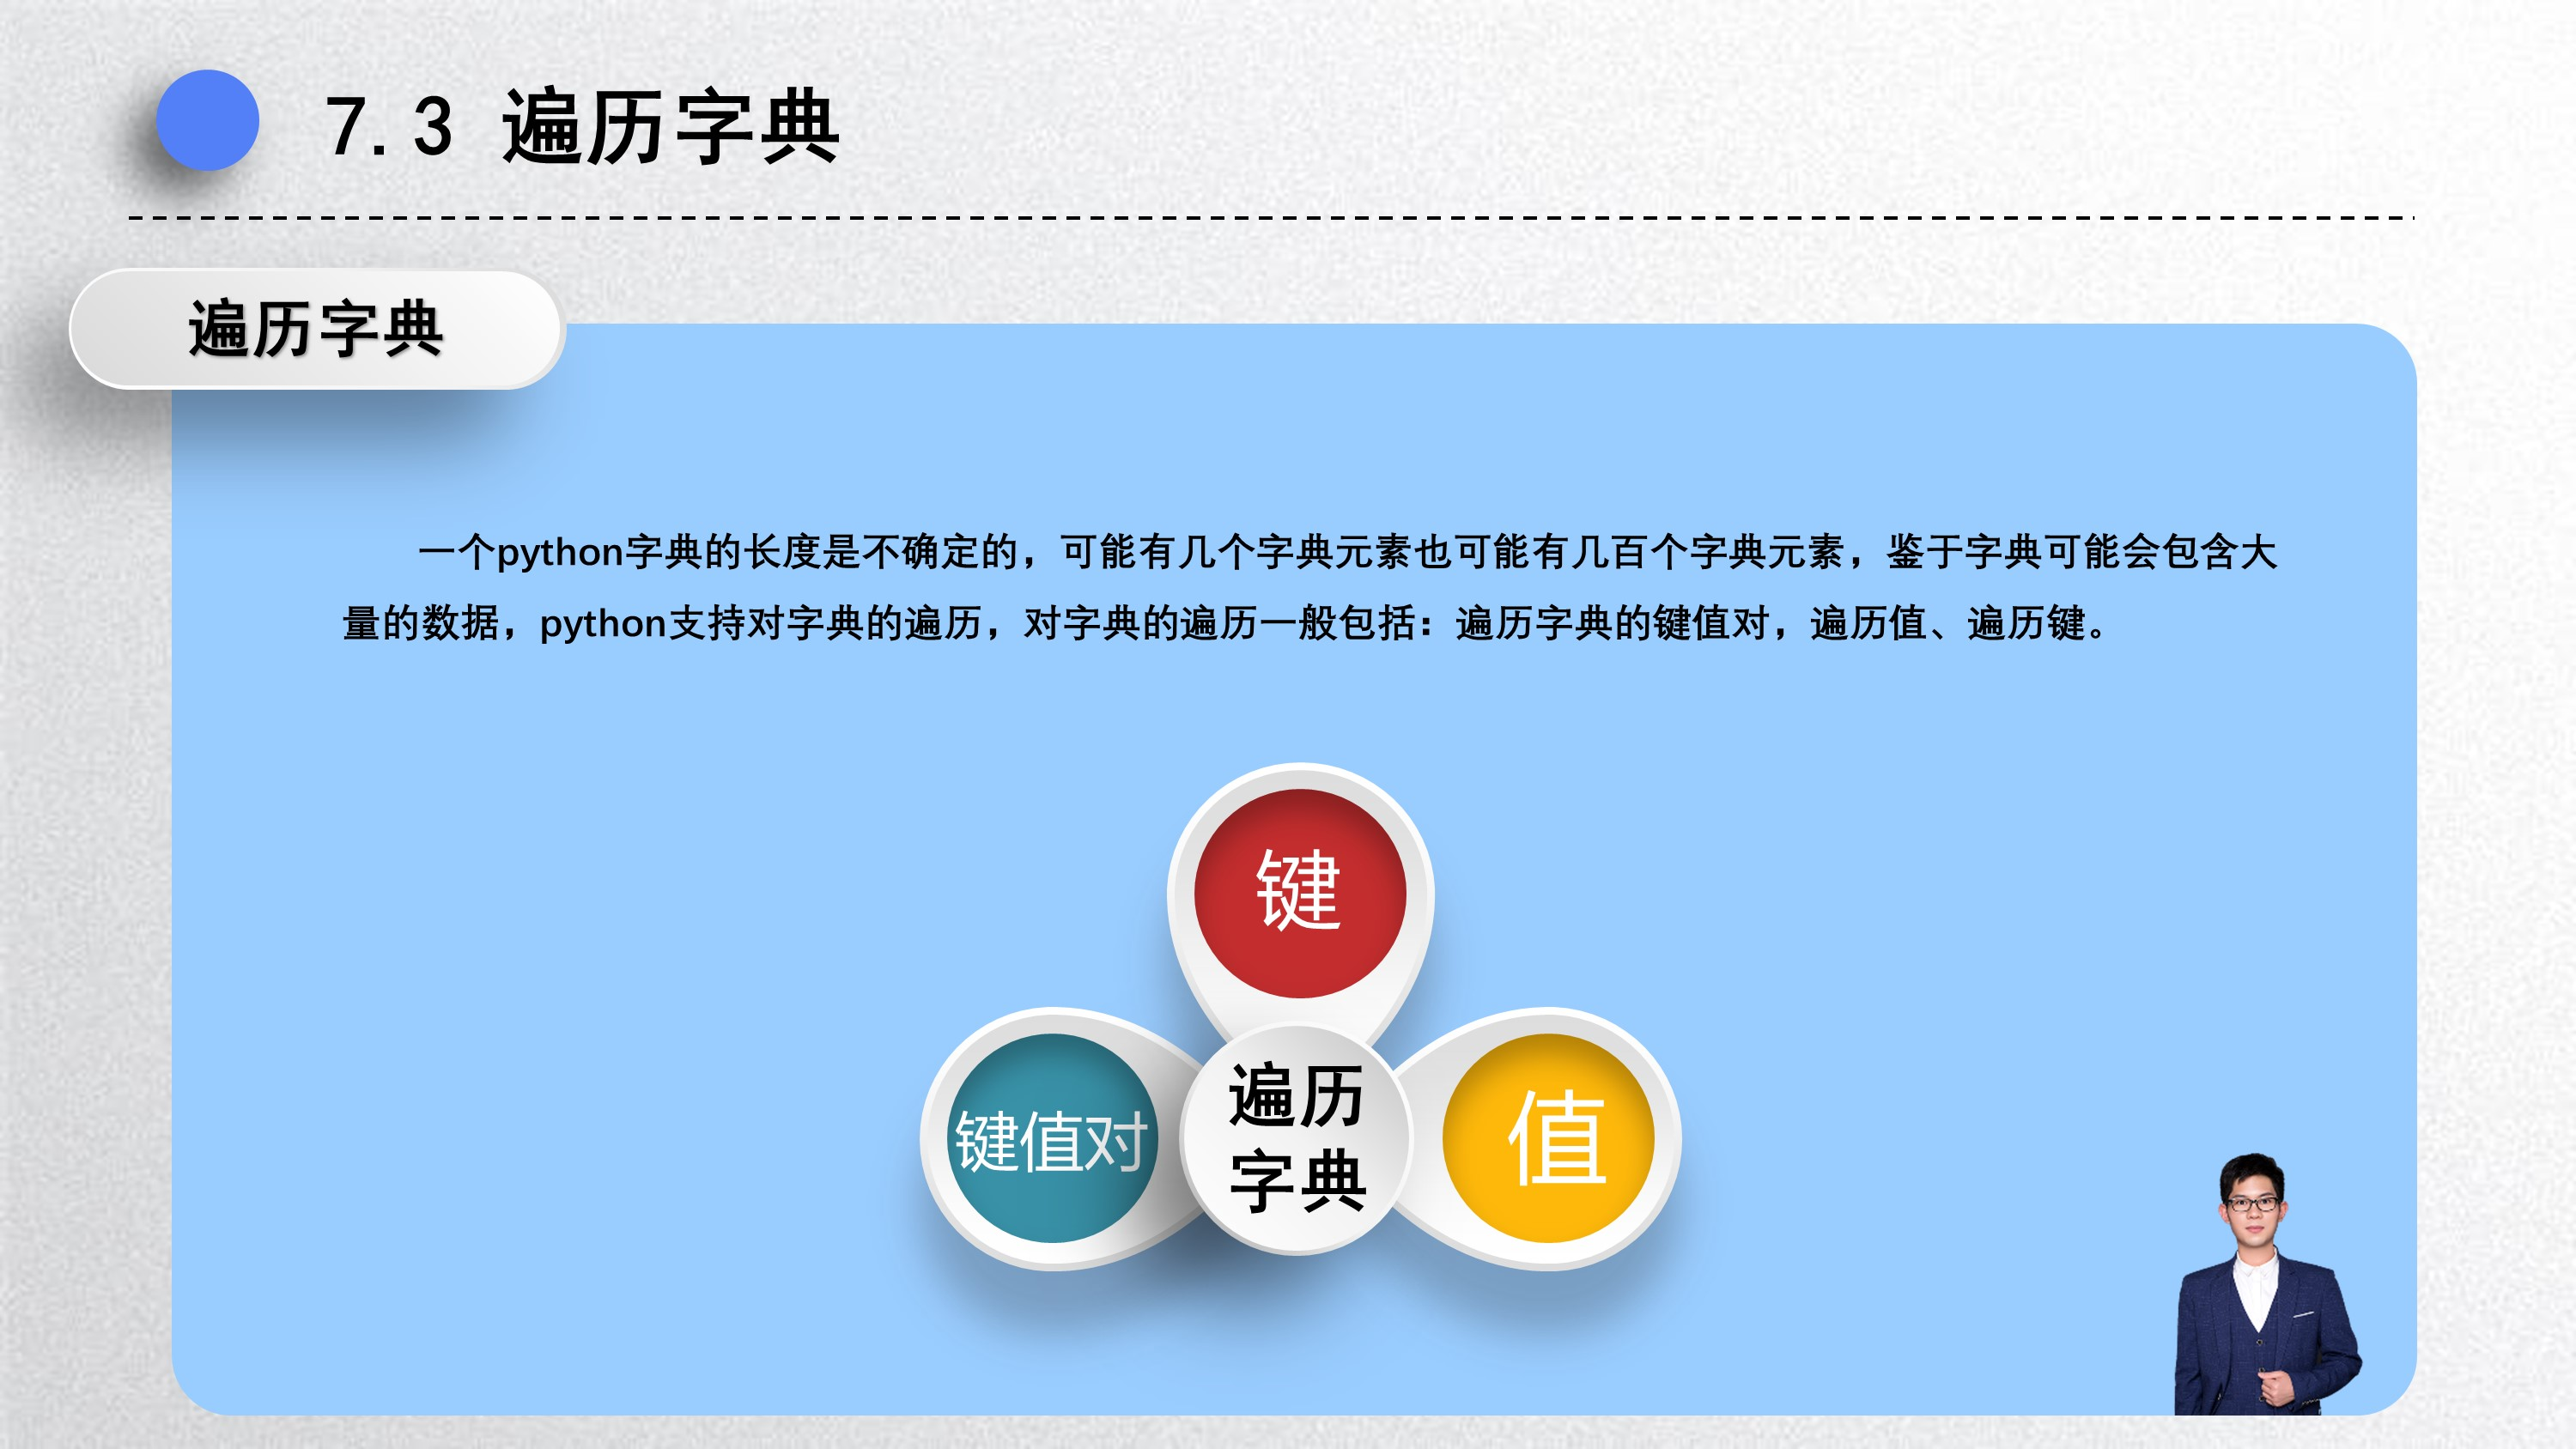 7.3 遍历字典
遍历字典
一个python字典的长度是不确定的，可能有几个字典元素也可能有几百个字典元素，鉴于字典可能会包含大
量的数据，python支持对字典的遍历，对字典的遍历一般包括：遍历字典的键值对，遍历值、遍历键。
键
键值对
遍历
字典
值